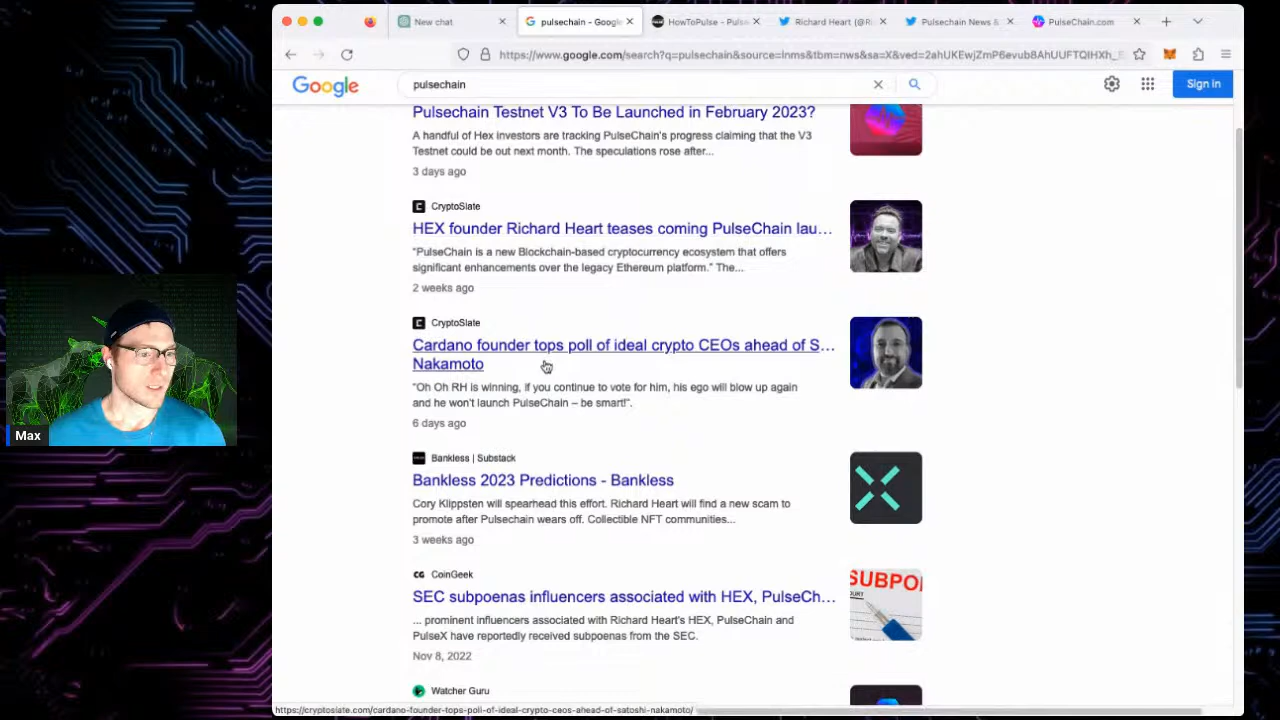 New chat
pulsechain - Google
HowToPulse - Pulse
Richard Heart (@Ri
Pulsechain News &
PulseChain.com
https://www.google.com/search?q=pulsechain&source=lnms&tbm=nws&sa=X&ved=2ahUKEwjZmP6evub8AhUUFTQIHXh_
Google
pulsechain
Sign in
Pulsechain Testnet V3 To Be Launched in February 2023?
A handful of Hex investors are tracking PulseChain's progress claiming that the V3
Testnet could be out next month. The speculations rose after...
3 days ago
CryptoSlate
HEX founder Richard Heart teases coming PulseChain lau...
"PulseChain is a new Blockchain-based cryptocurrency ecosystem that offers
significant enhancements over the legacy Ethereum platform." The...
2 weeks ago
CryptoSlate
Cardano founder tops poll of ideal crypto CEOs ahead of S...
Nakamoto
"Oh Oh RH is winning, if you continue to vote for him, his ego will blow up again
and he won't launch PulseChain – be smart!".
6 days ago
Max
Bankless | Substack
Bankless 2023 Predictions - Bankless
Cory Klippsten will spearhead this effort. Richard Heart will find a new scam to
promote after Pulsechain wears off. Collectible NFT communities...
3 weeks ago
CG CoinGeek
SEC subpoenas influencers associated with HEX, PulseCh...
... prominent influencers associated with Richard Heart's HEX, PulseChain and
PulseX have reportedly received subpoenas from the SEC.
Nov 8, 2022
SUBPO
Watcher Guru
https://cryptoslate.com/cardano-founder-tops-poll-of-ideal-crypto-ceos-ahead-of-satoshi-nakamoto/